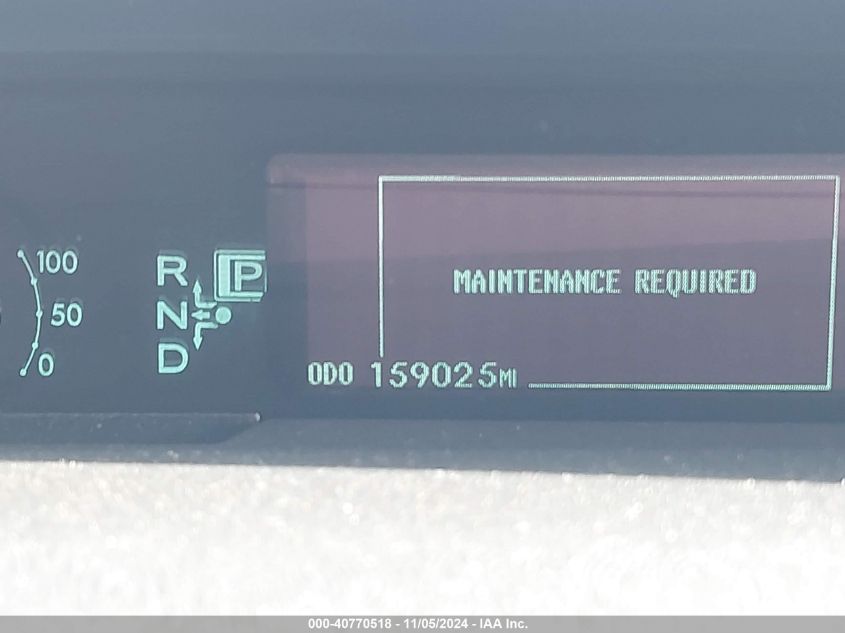 100
50
0
R
P
N
D
MAINTENANCE REQUIRED
ODO 159025MI
000-40770518 - 11/05/2024 - IAA Inc.